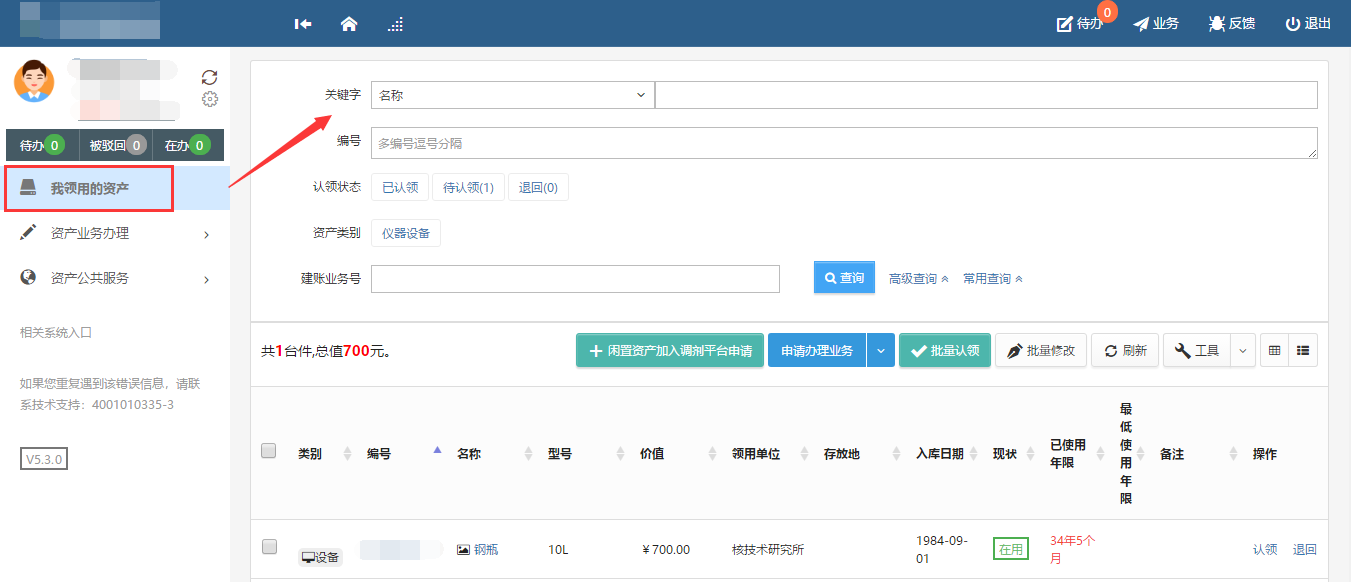 待办 0 业务 反馈 退出
待办 0 被驳回 0 在办 0
我领用的资产
资产业务办理
资产公共服务
相关系统入口
如果您重复遇到该错误信息，请联
系技术支持：4001010335-3
V5.3.0
关键字 名称
编号 多编号逗号分隔
认领状态 已认领 待认领(1) 退回(0)
资产类别 仪器设备
建账业务号 查询 高级查询 常用查询
共1台件,总值700元。 闲置资产加入调剂平台申请 申请办理业务 批量认领 批量修改 刷新 工具
类别 编号 名称 型号 价值 领用单位 存放地 入库日期 现状 已使用年限 最低使用年限 备注 操作
设备 钢瓶 10L ￥700.00 核技术研究所 1984-09-01 在用 34年5个月 认领 退回